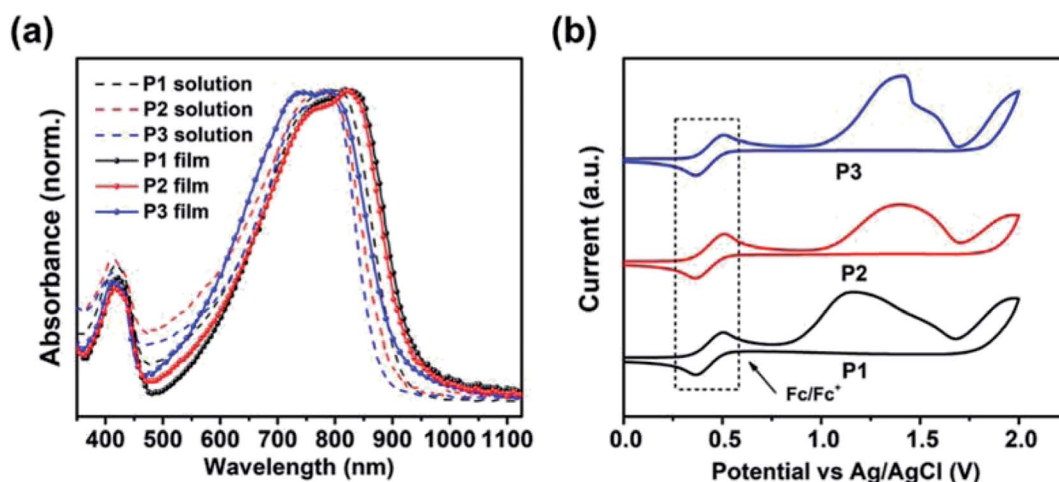 (a)
Absorbance (norm.)
P1 solution
P2 solution
P3 solution
P1 film
P2 film
P3 film
400 500 600 700 800 900 1000 1100
Wavelength (nm)
(b)
Current (a.u.)
P3
P2
P1
Fc/Fc⁺
0.0 0.5 1.0 1.5 2.0
Potential vs Ag/AgCl (V)